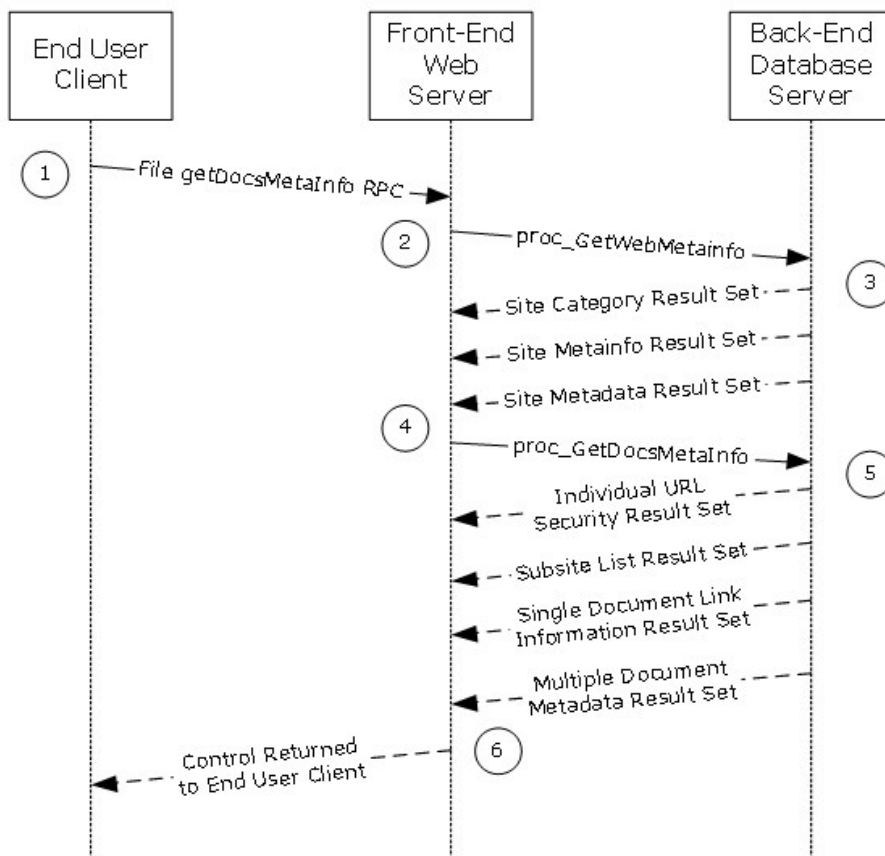 End User
Client
Front-End
Web
Server
Back-End
Database
Server
1
File getDocsMetaInfo RPC
2
proc_GetWebMetainfo
3
Site Category Result Set
Site Metainfo Result Set
Site Metadata Result Set
4
proc_GetDocsMetaInfo
5
Individual URL
Security Result Set
Subsite List Result Set
Single Document Link
Information Result Set
Multiple Document
Metadata Result Set
6
Control Returned
to End User Client